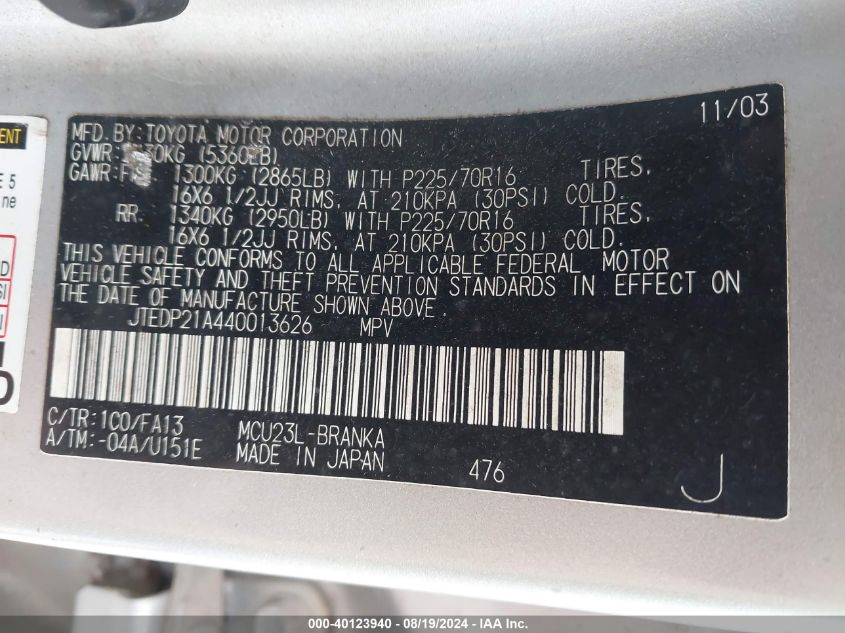 11/03
MFD. BY: TOYOTA MOTOR CORPORATION
GVWR: (5360LB)
GAWR: 1300KG (2865LB) WITH P225/70R16 TIRES,
16X6 1/2JJ RIMS, AT 210KPA (30PSI) COLD.
RR. 1340KG (2950LB) WITH P225/70R16 TIRES,
16X6 1/2JJ RIMS, AT 210KPA (30PSI) COLD.
THIS VEHICLE CONFORMS TO ALL APPLICABLE FEDERAL MOTOR
VEHICLE SAFETY AND THEFT PREVENTION STANDARDS IN EFFECT ON
THE DATE OF MANUFACTURE SHOWN ABOVE.
JTEDP21A440013626 MPV
C/TR: 1C0/FA13 MCU23L-BRANKA
A/TM: -04A/U151E MADE IN JAPAN 476
J
E 5
000-40123940 - 08/19/2024 - IAA Inc.